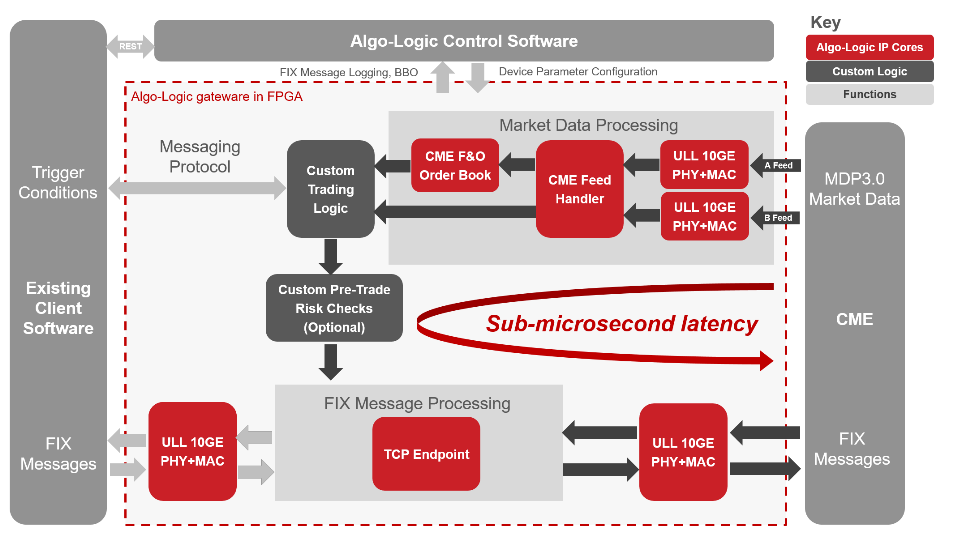 Key
Algo-Logic IP Cores
Custom Logic
Functions
REST
Algo-Logic Control Software
FIX Message Logging, BBO
Device Parameter Configuration
Algo-Logic gateware in FPGA
Market Data Processing
Messaging
Protocol
Trigger
Conditions
Existing
Client
Software
FIX
Messages
Custom
Trading
Logic
CME F&O
Order Book
CME Feed
Handler
ULL 10GE
PHY+MAC
ULL 10GE
PHY+MAC
A Feed
B Feed
MDP3.0
Market Data
CME
FIX
Messages
Custom Pre-Trade
Risk Checks
(Optional)
Sub-microsecond latency
FIX Message Processing
ULL 10GE
PHY+MAC
TCP Endpoint
ULL 10GE
PHY+MAC